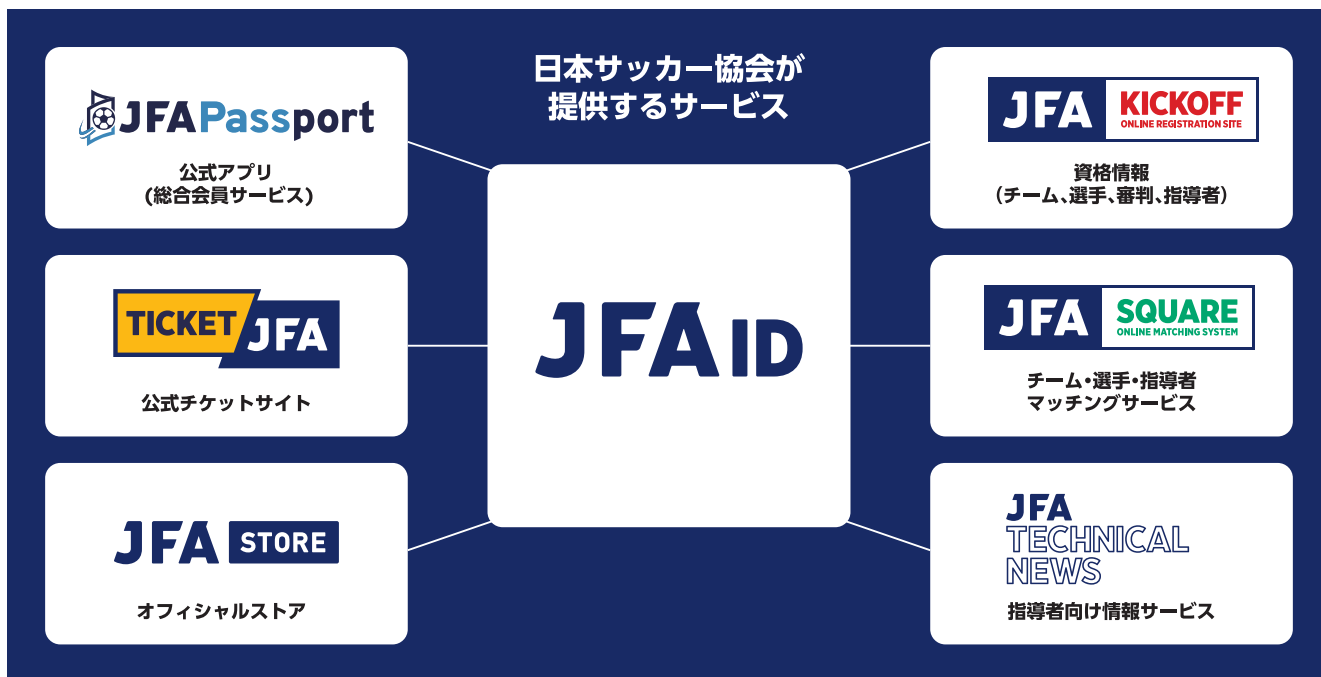 日本サッカー協会が
提供するサービス
JFAPassport
公式アプリ
(総合会員サービス)
TICKET JFA
公式チケットサイト
JFA STORE
オフィシャルストア
JFA ID
JFA KICKOFF
ONLINE REGISTRATION SITE
資格情報
(チーム、選手、審判、指導者)
JFA SQUARE
ONLINE MATCHING SYSTEM
チーム・選手・指導者
マッチングサービス
JFA
TECHNICAL
NEWS
指導者向け情報サービス